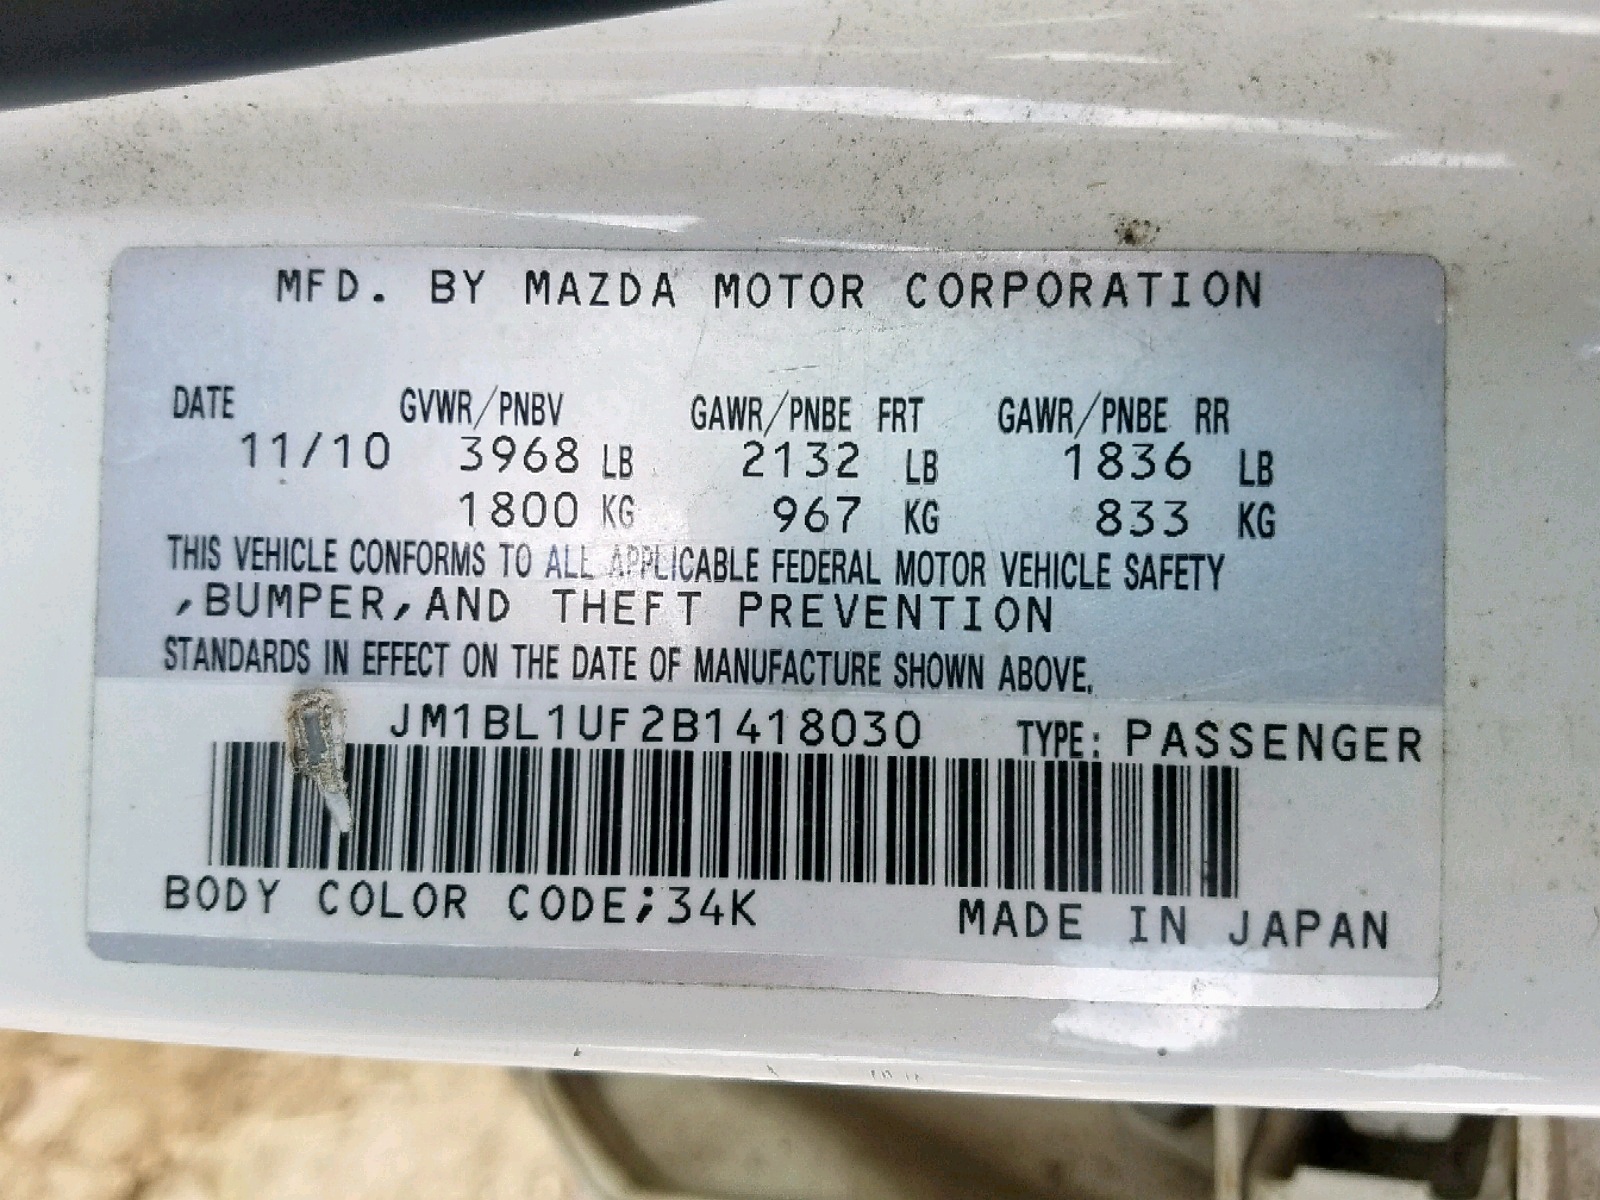 MFD. BY MAZDA MOTOR CORPORATION
DATE GVWR/PNBV GAWR/PNBE FRT GAWR/PNBE RR
11/10 3968 LB 2132 LB 1836 LB
1800 KG 967 KG 833 KG
THIS VEHICLE CONFORMS TO ALL APPLICABLE FEDERAL MOTOR VEHICLE SAFETY
,BUMPER,AND THEFT PREVENTION
STANDARDS IN EFFECT ON THE DATE OF MANUFACTURE SHOWN ABOVE.
JM1BL1UF2B1418030 TYPE: PASSENGER
BODY COLOR CODE;34K MADE IN JAPAN